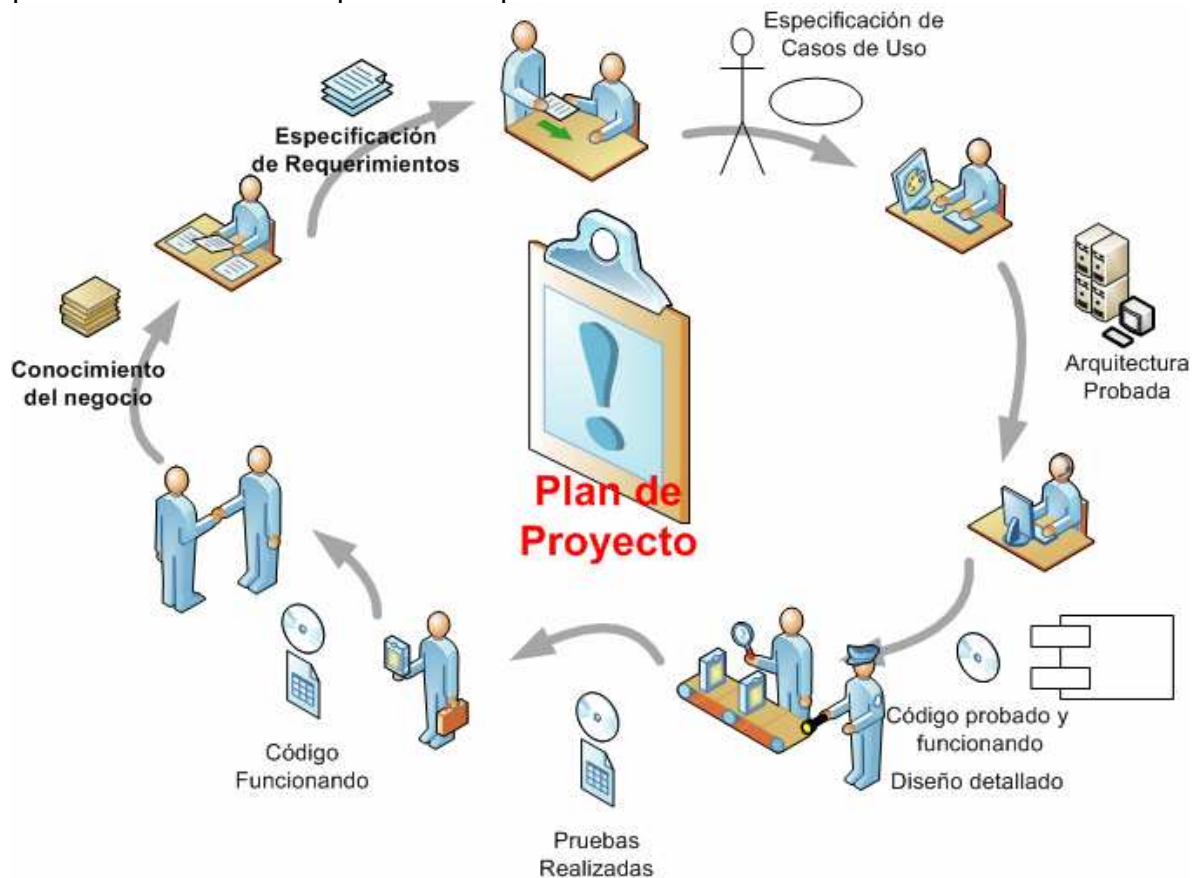 Especificación de
Casos de Uso
Especificación
de Requerimientos
Conocimiento
del negocio
Arquitectura
Probada
Plan de
Proyecto
Código probado y
funcionando
Diseño detallado
Código
Funcionando
Pruebas
Realizadas